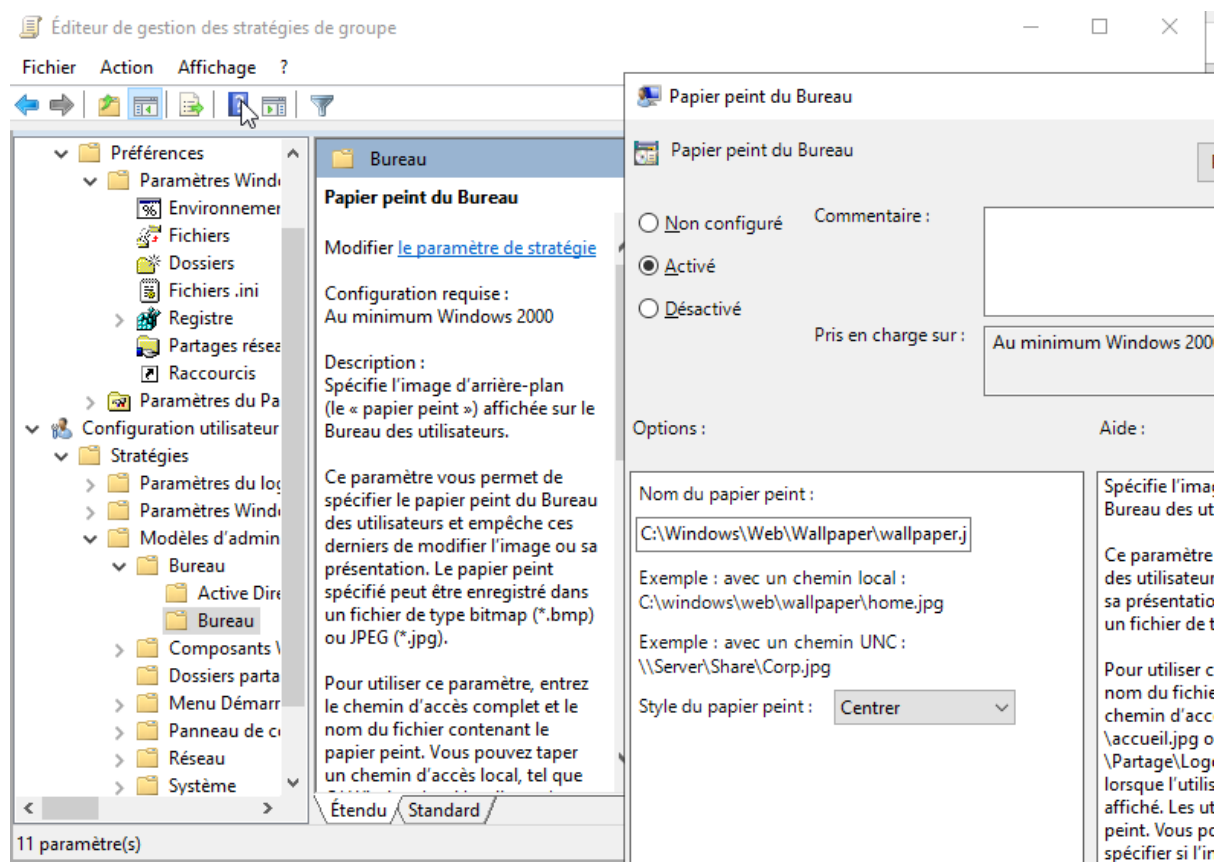 Éditeur de gestion des stratégies de groupe
Fichier Action Affichage ?
Préférences
Paramètres Wind
Environnemer
Fichiers
Dossiers
Fichiers .ini
Registre
Partages résea
Raccourcis
Paramètres du Pa
Configuration utilisateur
Stratégies
Paramètres du log
Paramètres Wind
Modèles d'admin
Bureau
Active Dire
Bureau
Composants
Dossiers parta
Menu Démarr
Panneau de c
Réseau
Système
11 paramètre(s)
Bureau
Papier peint du Bureau
Modifier le paramètre de stratégie
Configuration requise :
Au minimum Windows 2000
Description :
Spécifie l'image d'arrière-plan
(le « papier peint ») affichée sur le
Bureau des utilisateurs.
Ce paramètre vous permet de
spécifier le papier peint du Bureau
des utilisateurs et empêche ces
derniers de modifier l'image ou sa
présentation. Le papier peint
spécifié peut être enregistré dans
un fichier de type bitmap (*.bmp)
ou JPEG (*.jpg).
Pour utiliser ce paramètre, entrez
le chemin d'accès complet et le
nom du fichier contenant le
papier peint. Vous pouvez taper
un chemin d'accès local, tel que
Étendu Standard
Papier peint du Bureau
Papier peint du Bureau
Non configuré
Activé
Désactivé
Commentaire :
Pris en charge sur :
Au minimum Windows 200
Options :
Aide :
Nom du papier peint :
C:\Windows\Web\Wallpaper\wallpaper.j
Exemple : avec un chemin local :
C:\windows\web\wallpaper\home.jpg
Exemple : avec un chemin UNC :
\\Server\Share\Corp.jpg
Style du papier peint : Centrer
Spécifie l'ima
Bureau des ut
Ce paramètre
des utilisateur
sa présentatio
un fichier de t
Pour utiliser c
nom du fichie
chemin d'acc
\accueil.jpg o
\Partage\Log
lorsque l'utilis
affiché. Les ut
peint. Vous po
spécifier si l'in